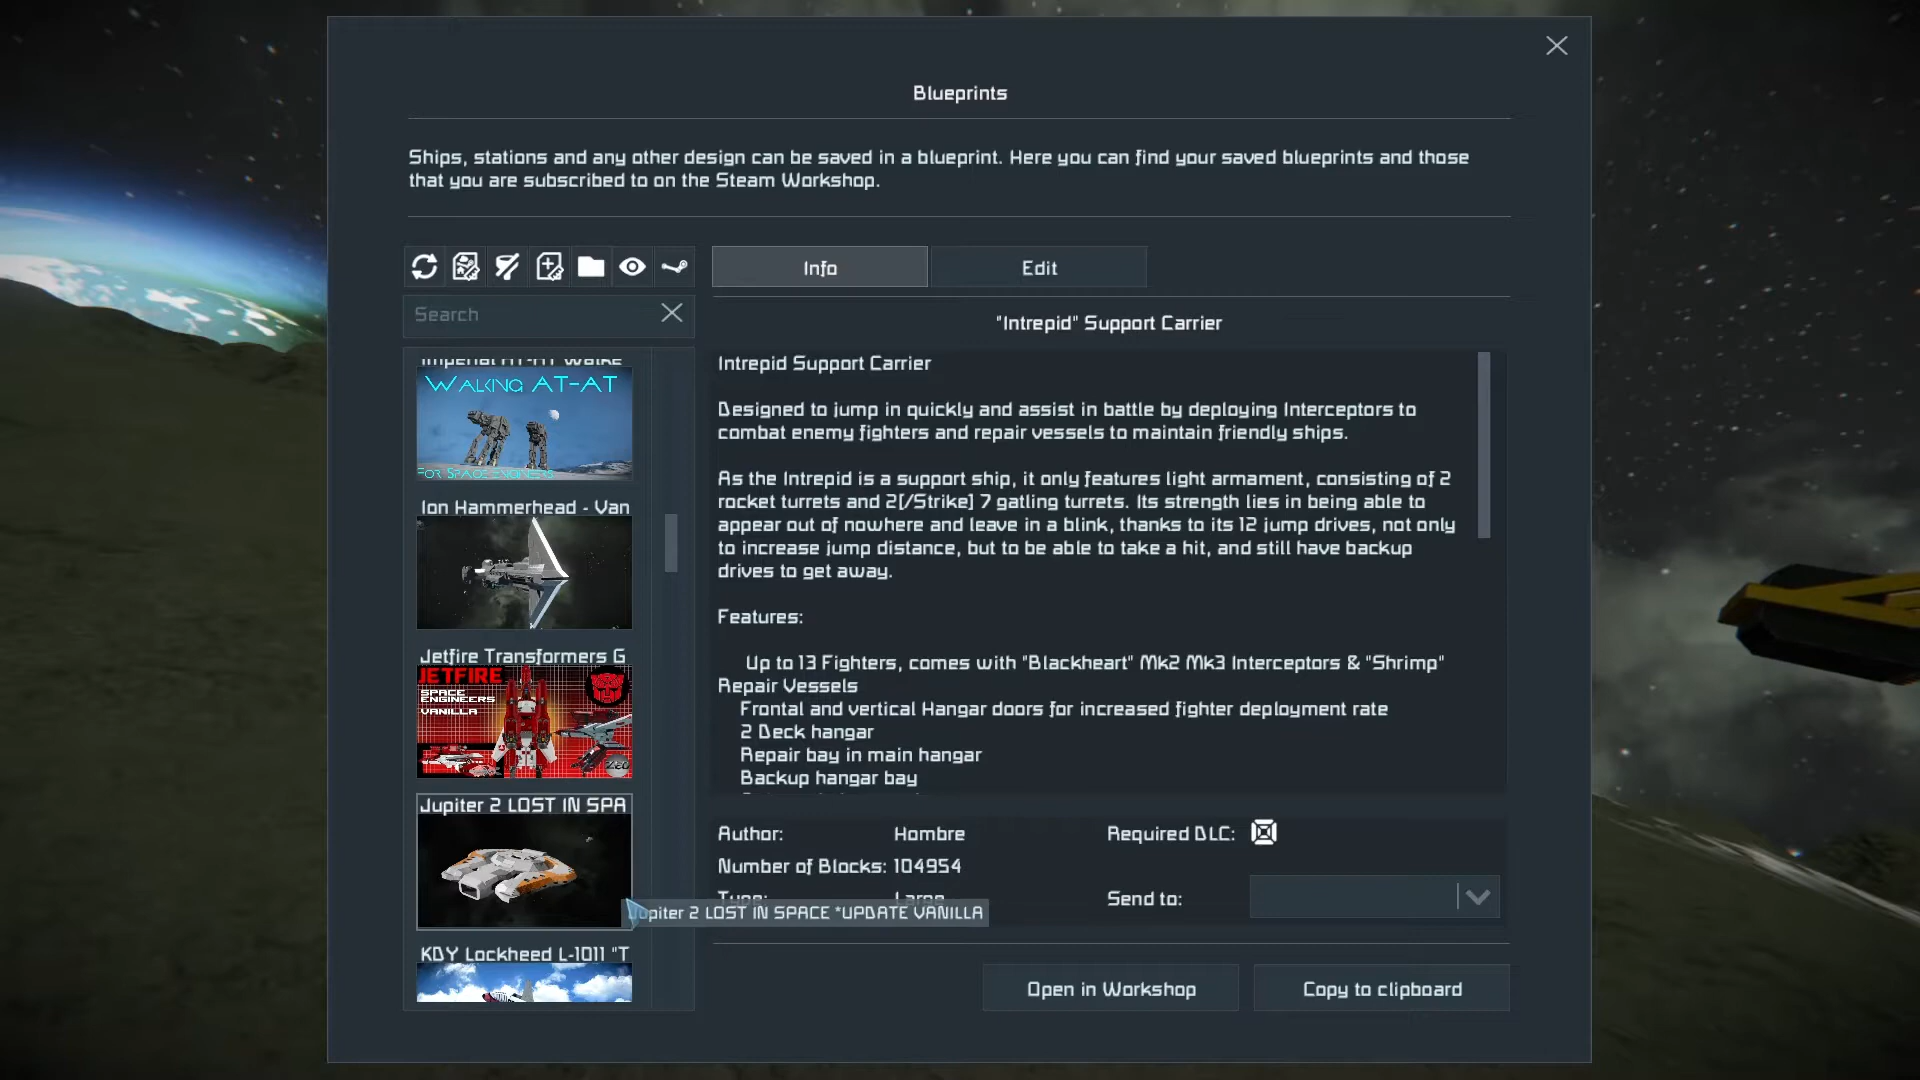 Blueprints
Ships, stations and any other design can be saved in a blueprint. Here you can find your saved blueprints and those
that you are subscribed to on the Steam Workshop.
Info
Edit
Search
"Intrepid" Support Carrier
Imperial AT-AT Walke
WALKING AT-AT
FOR SPACE ENGINEERS
Ion Hammerhead - Van
Jetfire Transformers G
JETFIRE
SPACE
ENGINEERS
VANILLA
Jupiter 2 LOST IN SPA
KDY Lockheed L-1011 "T
Intrepid Support Carrier
Designed to jump in quickly and assist in battle by deploying Interceptors to
combat enemy fighters and repair vessels to maintain friendly ships.
As the Intrepid is a support ship, it only features light armament, consisting of 2
rocket turrets and 2[/Strike] 7 gatling turrets. Its strength lies in being able to
appear out of nowhere and leave in a blink, thanks to its 12 jump drives, not only
to increase jump distance, but to be able to take a hit, and still have backup
drives to get away.
Features:
Up to 13 Fighters, comes with "Blackheart" Mk2 Mk3 Interceptors & "Shrimp"
Repair Vessels
Frontal and vertical Hangar doors for increased fighter deployment rate
2 Deck hangar
Repair bay in main hangar
Backup hangar bay
Author: Hombre Required DLC:
Number of Blocks: 104954
Type: Large Send to:
Jupiter 2 LOST IN SPACE *UPDATE VANILLA
Open in Workshop
Copy to clipboard